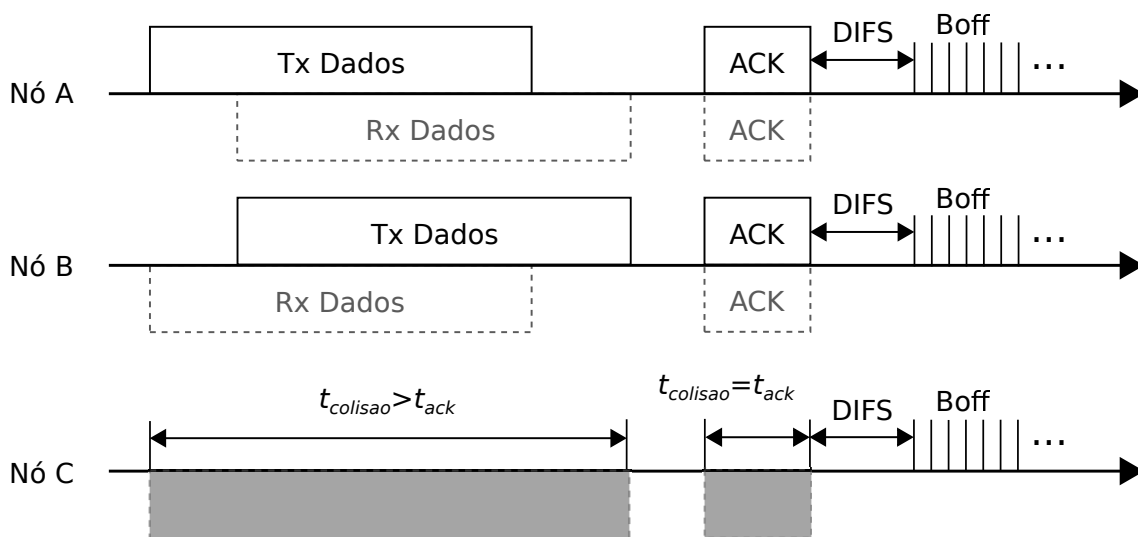 DIFS Boff
Tx Dados ACK ...
Nó A
Rx Dados ACK
DIFS Boff
Tx Dados ACK ...
Nó B
Rx Dados ACK
t_colisao>t_ack t_colisao=t_ack DIFS Boff
...
Nó C